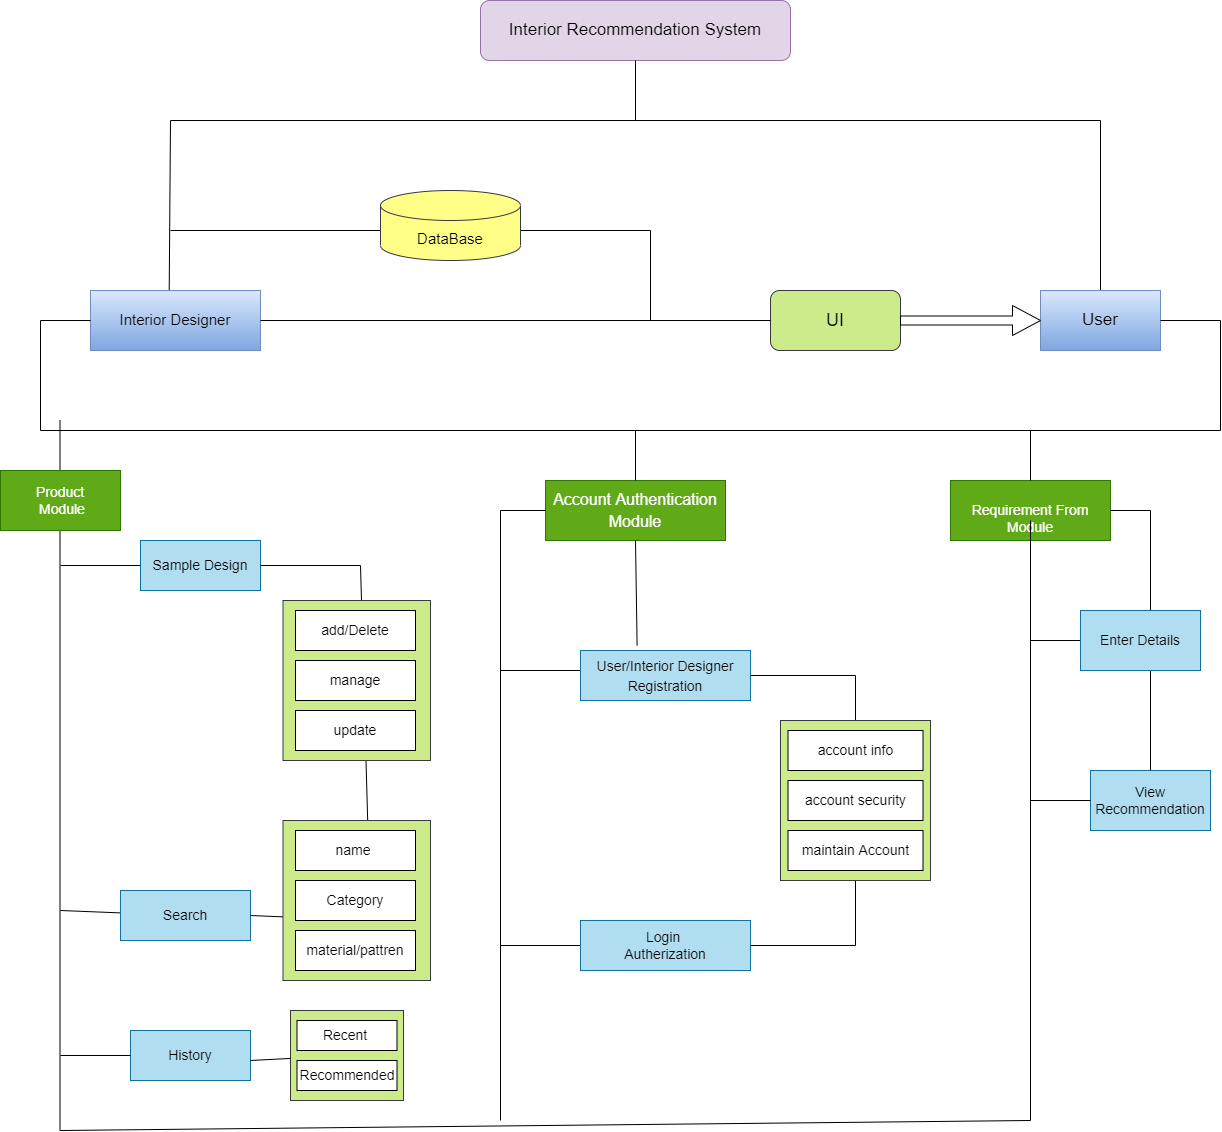 Interior Recommendation System
DataBase
Interior Designer
UI
User
Product
Module
Sample Design
add/Delete
manage
update
name
Category
material/pattren
Search
History
Recent
Recommended
Account Authentication
Module
User/Interior Designer
Registration
account info
account security
maintain Account
Login
Autherization
Requirement From
Module
Enter Details
View
Recommendation